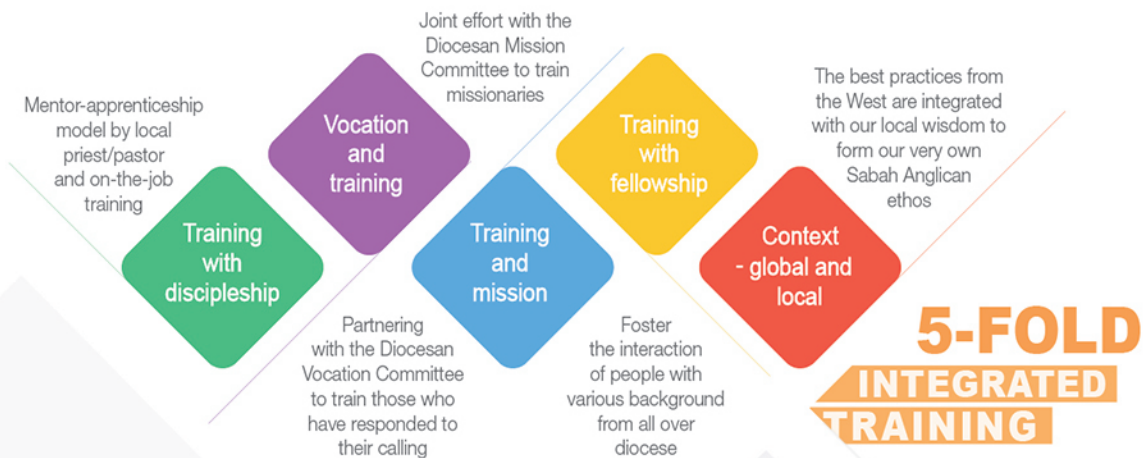 Mentor-apprenticeship
model by local
priest/pastor
and on-the-job
training
Training
with
discipleship
Vocation
and
training
Partnering
with the Diocesan
Vocation Committee
to train those who
have responded to
their calling
Joint effort with the
Diocesan Mission
Committee to train
missionaries
Training
and
mission
Training
with
fellowship
Foster
the interaction
of people with
various background
from all over
diocese
The best practices from
the West are integrated
with our local wisdom to
form our very own
Sabah Anglican
ethos
Context
- global and
local
5-FOLD
INTEGRATED
TRAINING